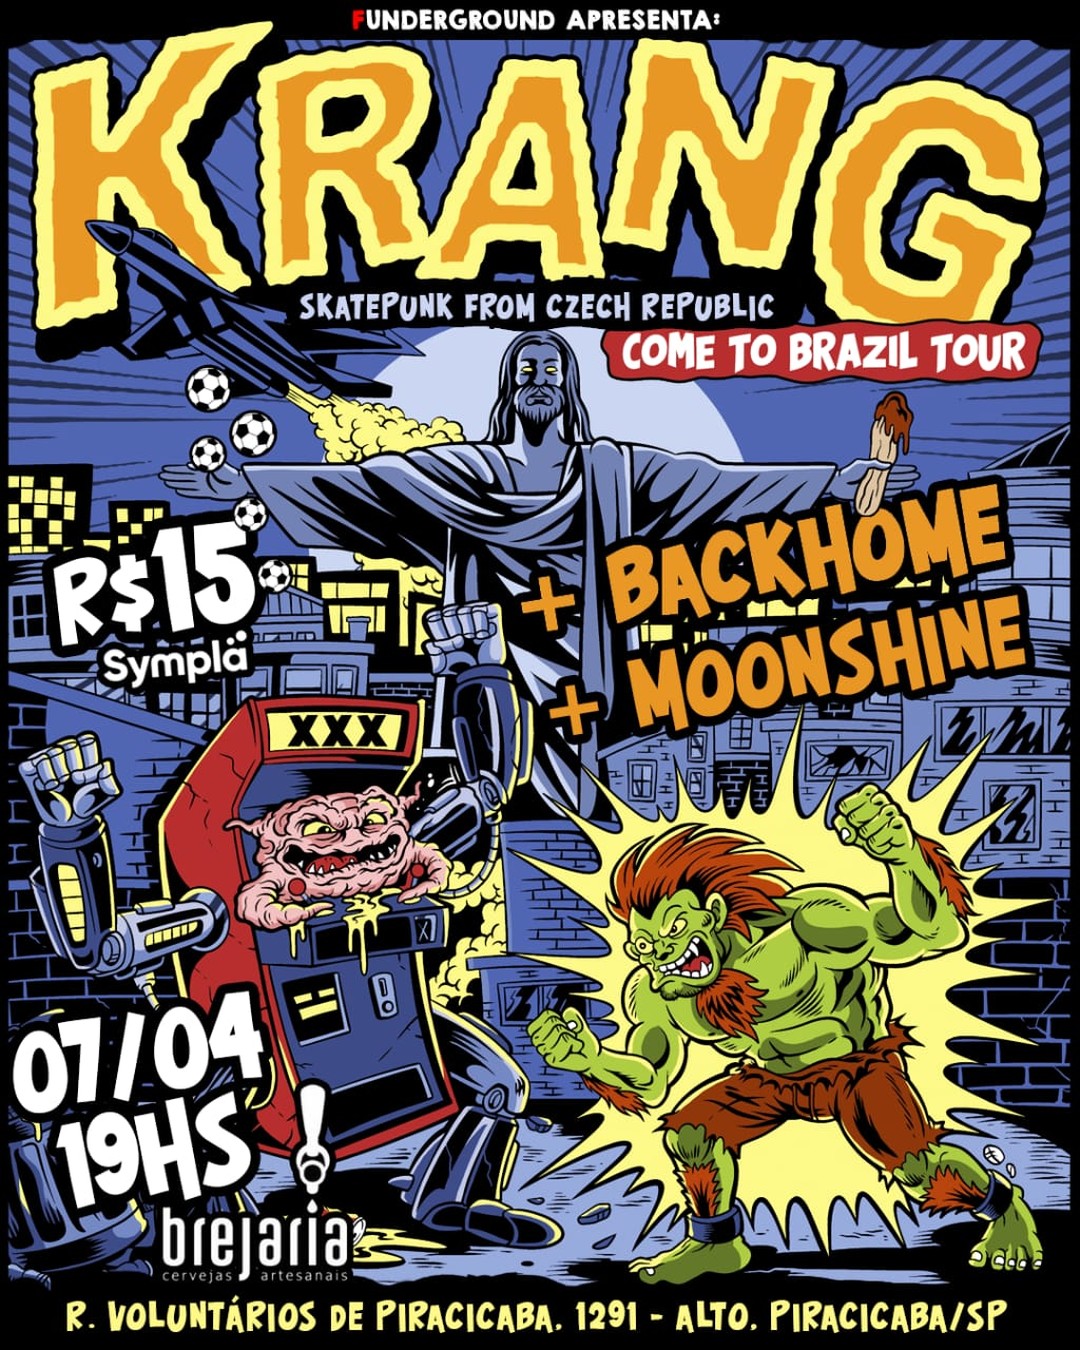 FUNDERGROUND APRESENTA:
KRANG
SKATEPUNK FROM CZECH REPUBLIC
COME TO BRAZIL TOUR
R$15
Symplä
+ BACKHOME
+ MOONSHINE
XXX
X
07/04
19HS
brejaria
cervejas artesanais
R. VOLUNTÁRIOS DE PIRACICABA, 1291 - ALTO, PIRACICABA/SP